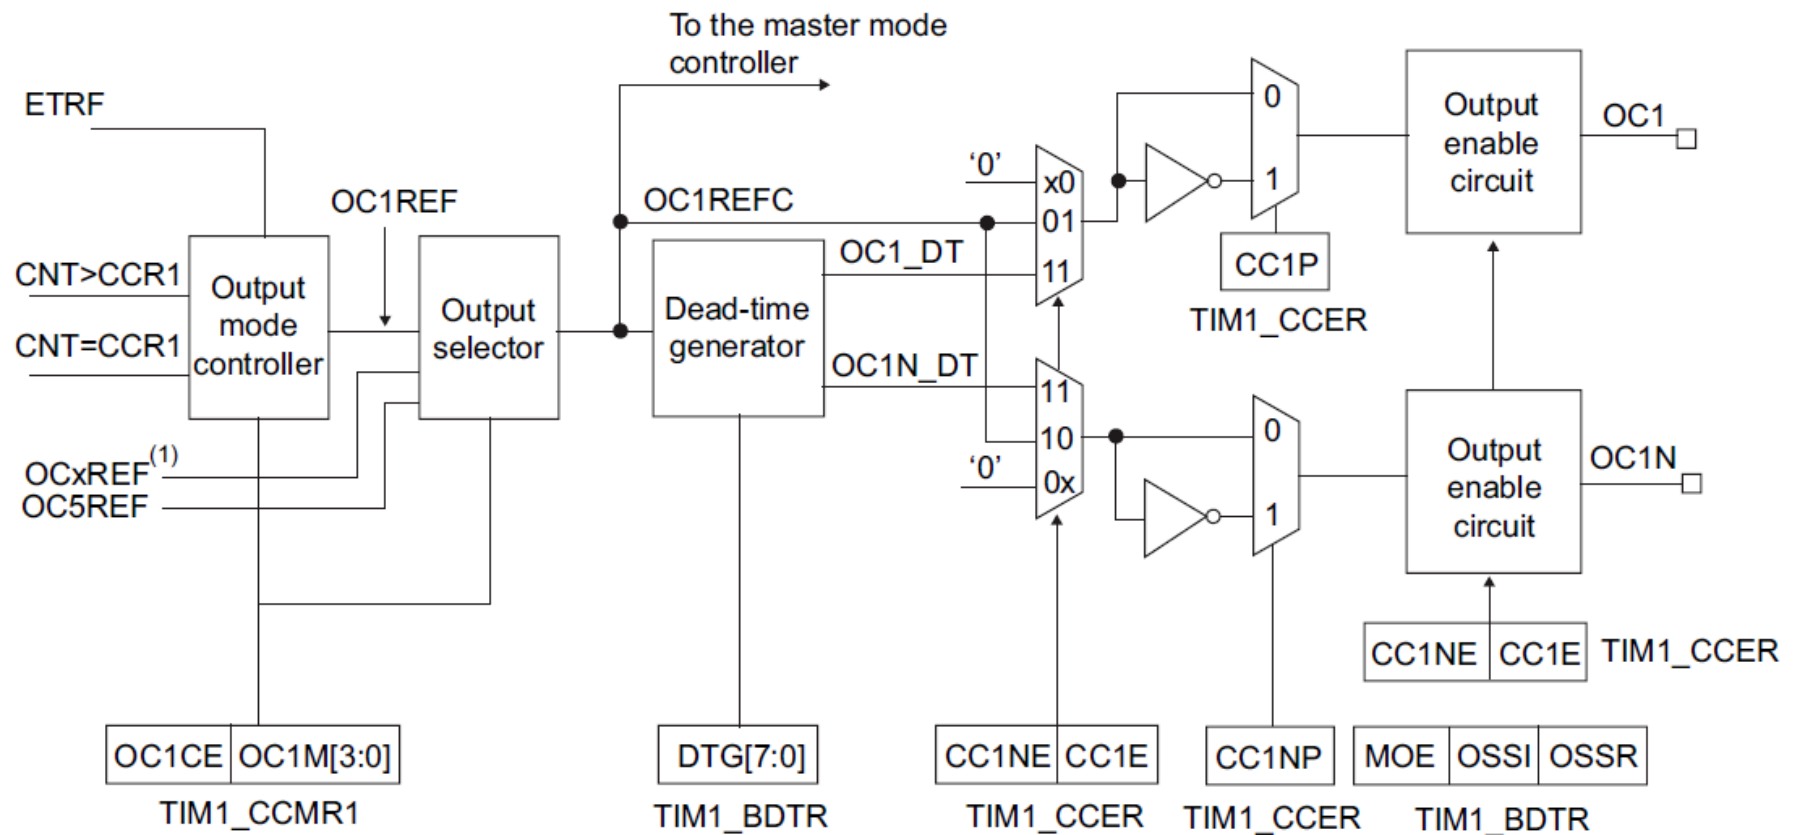 To the master mode
controller
ETRF
OC1REF
CNT>CCR1
CNT=CCR1
Output
mode
controller
OCxREF(1)
OC5REF
Output
selector
OC1REFC
Dead-time
generator
OC1_DT
OC1N_DT
‘0’
x0
01
11
11
10
‘0’
0x
0
1
CC1P
TIM1_CCER
0
1
Output
enable
circuit
OC1
Output
enable
circuit
OC1N
CC1NE CC1E TIM1_CCER
OC1CE OC1M[3:0]
TIM1_CCMR1
DTG[7:0]
TIM1_BDTR
CC1NE CC1E
TIM1_CCER
CC1NP
TIM1_CCER
MOE OSSI OSSR
TIM1_BDTR